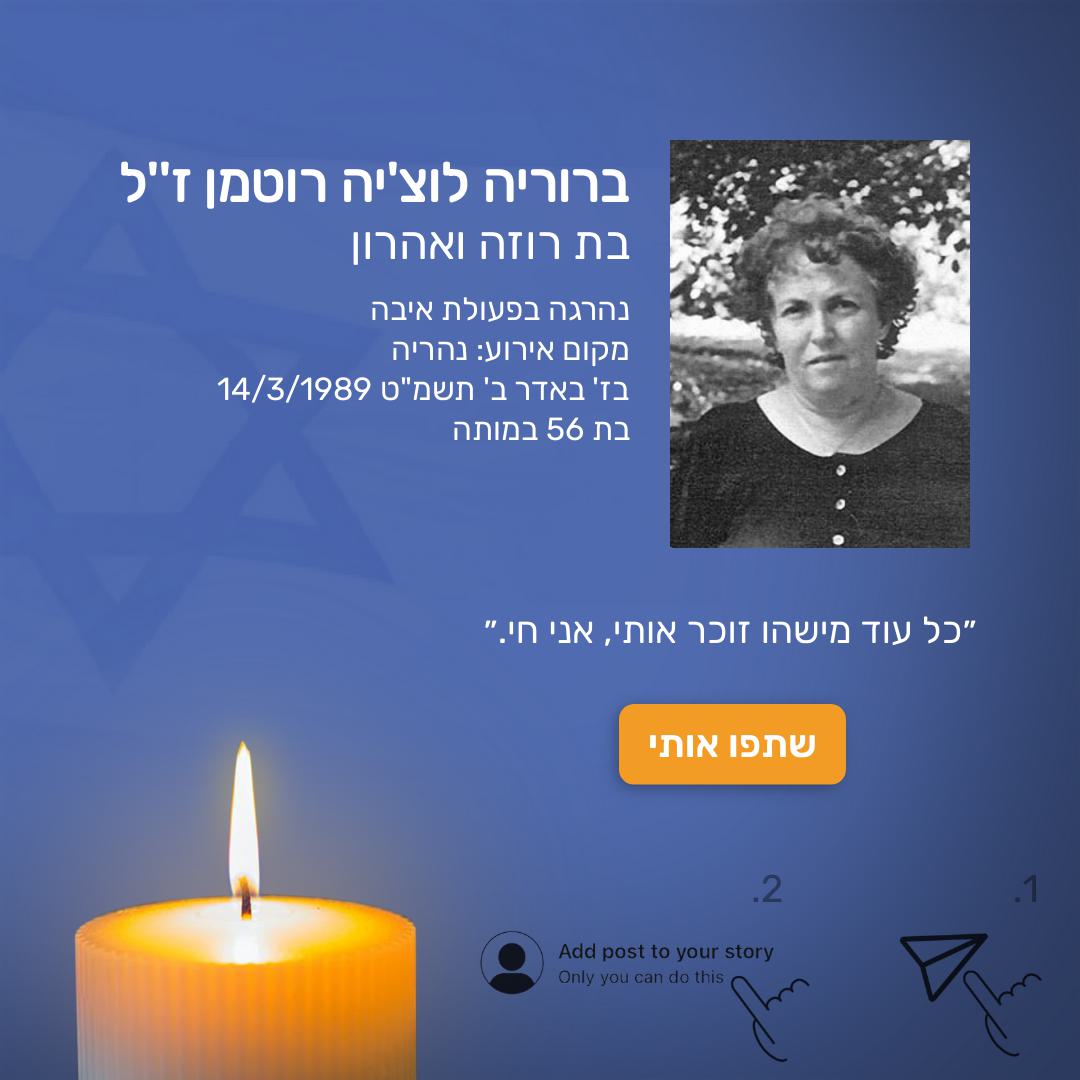 ברוריה לוצ'יה רוטמן ז''ל
בת רוזה ואהרון
נהרגה בפעולת איבה
מקום אירוע: נהריה
בז' באדר ב' תשמ"ט 14/3/1989
בת 56 במותה
״כל עוד מישהו זוכר אותי, אני חי.״
שתפו אותי
.1
.2
Add post to your story
Only you can do this